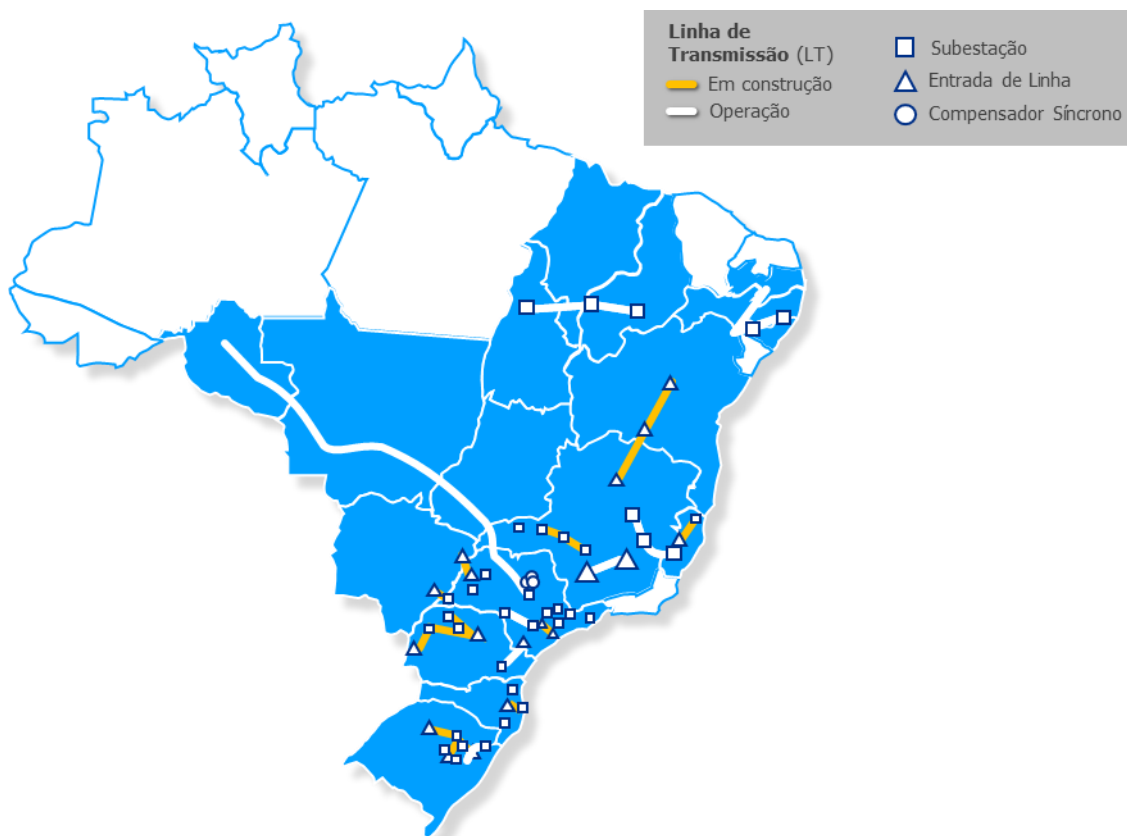 Linha de
Transmissão (LT)
Em construção
Operação
Subestação
Entrada de Linha
Compensador Síncrono